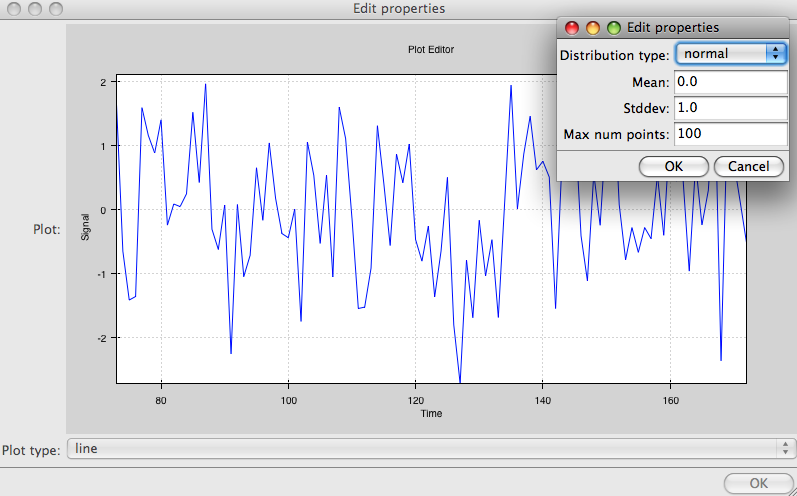 Edit properties
Edit properties
Distribution type: normal
Mean: 0.0
Stddev: 1.0
Max num points: 100
OK Cancel
Plot Editor
2
1
0
-1
-2
Signal
Plot:
80 100 120 140 160
Time
Plot type: line
OK